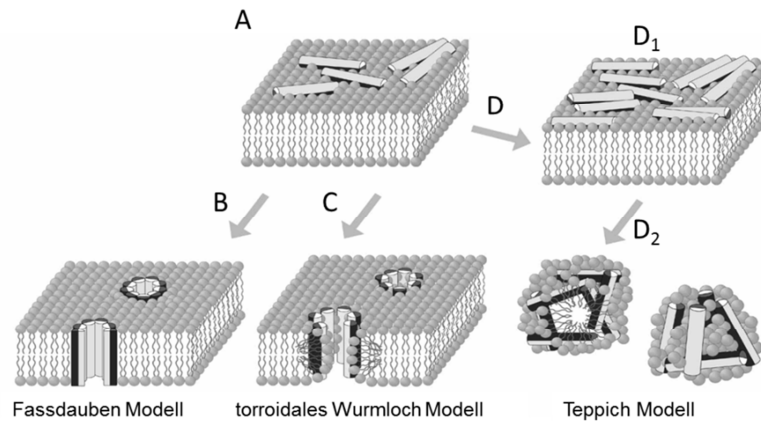 A
D₁
D
B
C
D₂
Fassdauben Modell
torroidales Wurmloch Modell
Teppich Modell